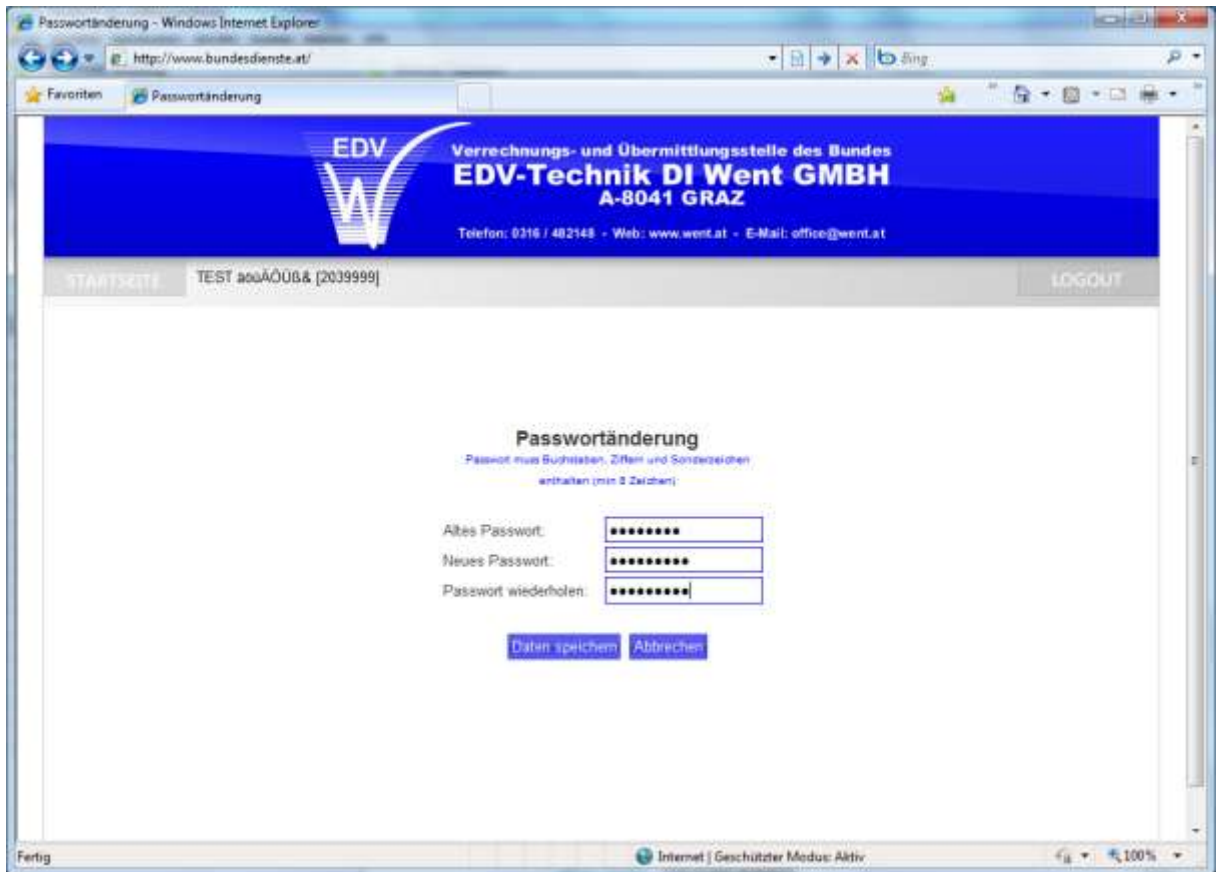 Passwortänderung - Windows Internet Explorer
http://www.bundesdienste.at/
Bing
Favoriten
Passwortänderung
EDV
W
Verrechnungs- und Übermittlungsstelle des Bundes
EDV-Technik DI Went GMBH
A-8041 GRAZ
Telefon: 0316 / 482148 - Web: www.went.at - E-Mail: office@went.at
STARTSEITE
TEST äöüÄÖÜß& [2039999]
LOGOUT
Passwortänderung
Passwort muss Buchstaben, Ziffern und Sonderzeichen
enthalten (min 8 Zeichen)
Altes Passwort:
Neues Passwort:
Passwort wiederholen:
Daten speichern Abbrechen
Fertig
Internet | Geschützter Modus: Aktiv
100%